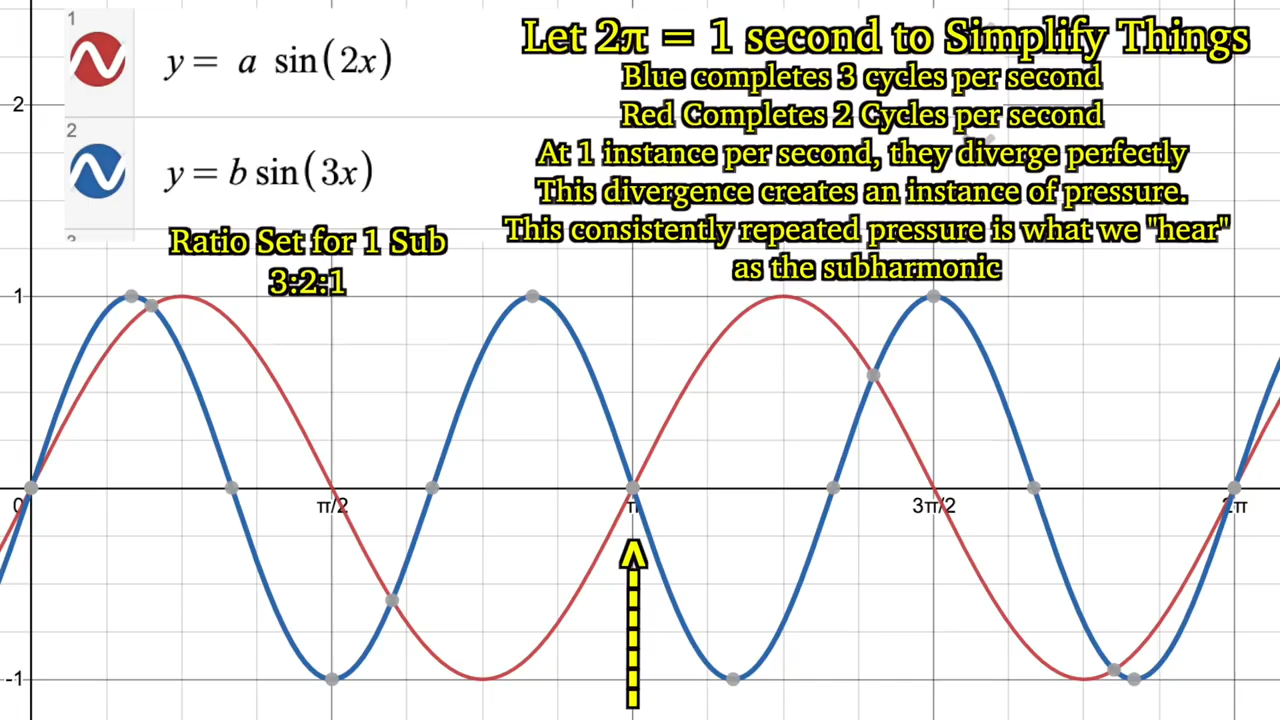 1
y = a sin(2x)
2
y = b sin(3x)
Let 2π = 1 second to Simplify Things
Blue completes 3 cycles per second
Red Completes 2 Cycles per second
At 1 instance per second, they diverge perfectly
This divergence creates an instance of pressure.
This consistently repeated pressure is what we "hear"
as the subharmonic
Ratio Set for 1 Sub
3:2:1
2
1
0
π/2
π
3π/2
2π
-1